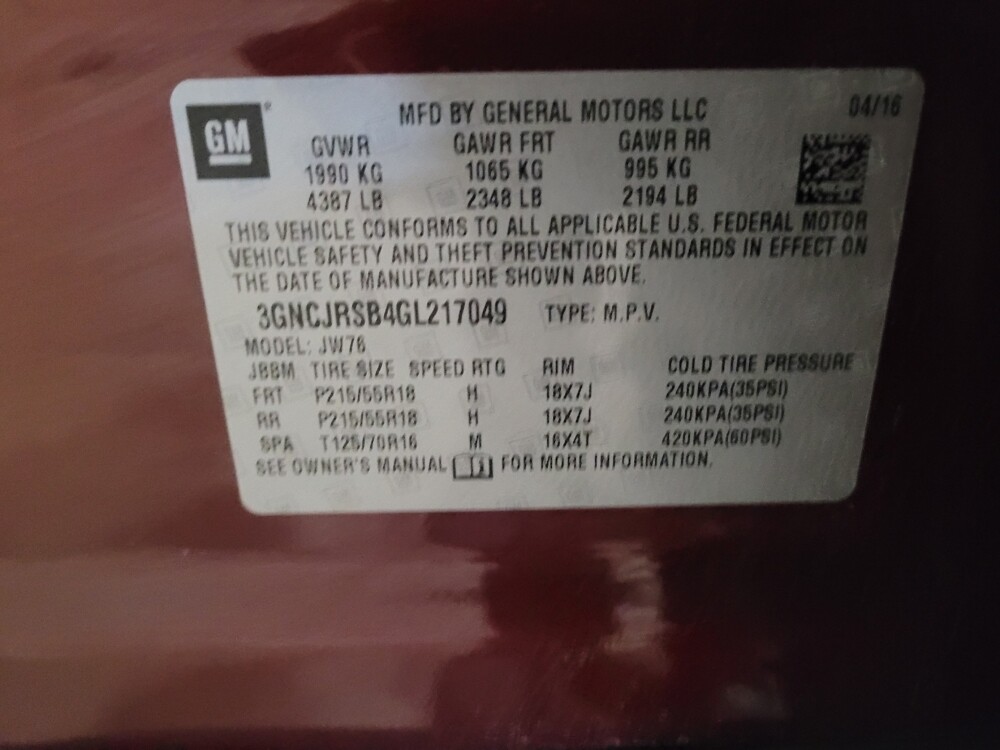 GM®
MFD BY GENERAL MOTORS LLC 04/16
GVWR GAWR FRT GAWR RR
1990 KG 1065 KG 995 KG
4387 LB 2348 LB 2194 LB
THIS VEHICLE CONFORMS TO ALL APPLICABLE U.S. FEDERAL MOTOR
VEHICLE SAFETY AND THEFT PREVENTION STANDARDS IN EFFECT ON
THE DATE OF MANUFACTURE SHOWN ABOVE.
3GNCJRSB4GL217049 TYPE: M.P.V.
MODEL: JW76
JBBM TIRE SIZE SPEED RTG RIM COLD TIRE PRESSURE
FRT P215/55R18 H 18X7J 240KPA(35PSI)
RR P215/55R18 H 18X7J 240KPA(35PSI)
SPA T125/70R16 M 16X4T 420KPA(60PSI)
SEE OWNER'S MANUAL FOR MORE INFORMATION.